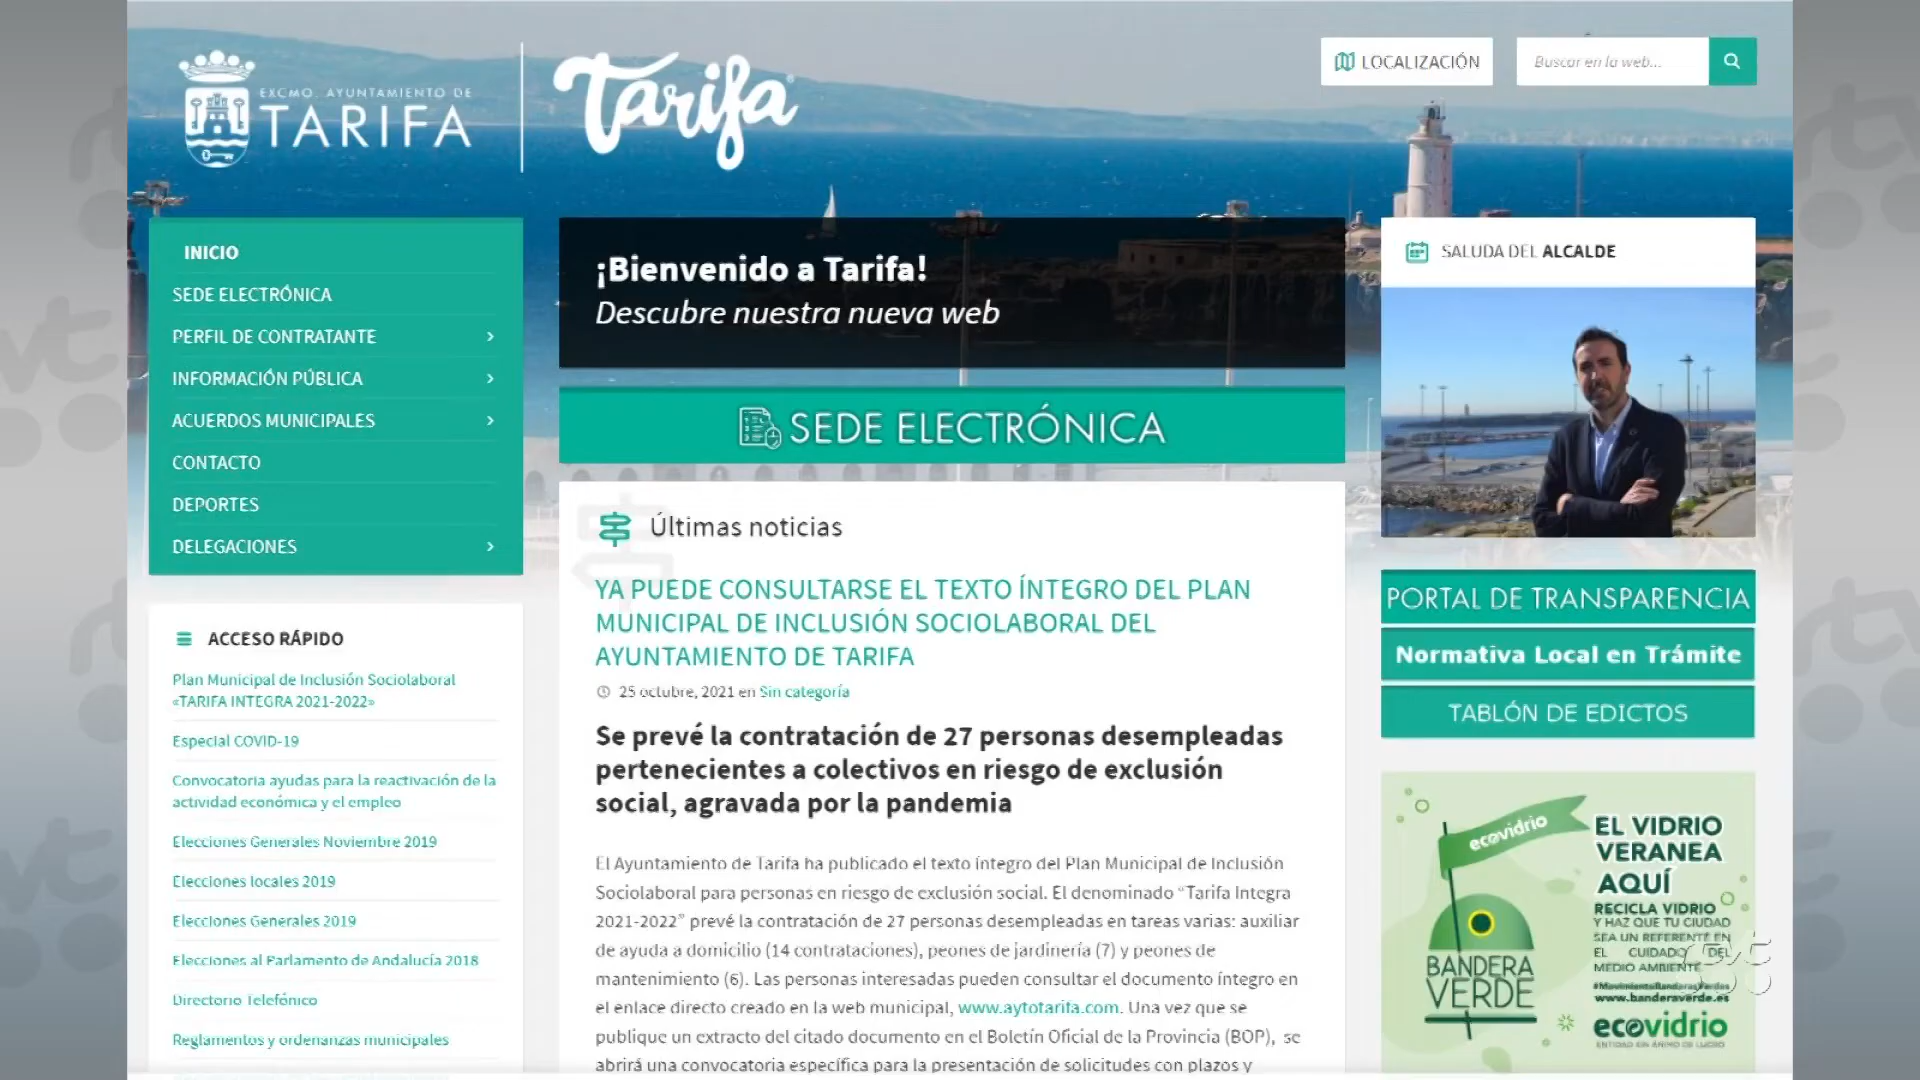 EXCMO. AYUNTAMIENTO DE
TARIFA
Tarifa
LOCALIZACIÓN
Buscar en la web...
INICIO
SEDE ELECTRÓNICA
PERFIL DE CONTRATANTE
INFORMACIÓN PÚBLICA
ACUERDOS MUNICIPALES
CONTACTO
DEPORTES
DELEGACIONES
ACCESO RÁPIDO
Plan Municipal de Inclusión Sociolaboral
«TARIFA INTEGRA 2021-2022»
Especial COVID-19
Convocatoria ayudas para la reactivación de la
actividad económica y el empleo
Elecciones Generales Noviembre 2019
Elecciones locales 2019
Elecciones Generales 2019
Elecciones al Parlamento de Andalucía 2018
Directorio Telefónico
Reglamentos y ordenanzas municipales
¡Bienvenido a Tarifa!
Descubre nuestra nueva web
SEDE ELECTRÓNICA
Últimas noticias
YA PUEDE CONSULTARSE EL TEXTO ÍNTEGRO DEL PLAN
MUNICIPAL DE INCLUSIÓN SOCIOLABORAL DEL
AYUNTAMIENTO DE TARIFA
25 octubre, 2021 en Sin categoría
Se prevé la contratación de 27 personas desempleadas
pertenecientes a colectivos en riesgo de exclusión
social, agravada por la pandemia
El Ayuntamiento de Tarifa ha publicado el texto íntegro del Plan Municipal de Inclusión
Sociolaboral para personas en riesgo de exclusión social. El denominado “Tarifa Integra
2021-2022” prevé la contratación de 27 personas desempleadas en tareas varias: auxiliar
de ayuda a domicilio (14 contrataciones), peones de jardinería (7) y peones de
mantenimiento (6). Las personas interesadas pueden consultar el documento íntegro en
el enlace directo creado en la web municipal, www.aytotarifa.com. Una vez que se
publique un extracto del citado documento en el Boletín Oficial de la Provincia (BOP), se
abrirá una convocatoria específica para la presentación de solicitudes con plazos y
SALUDA DEL ALCALDE
PORTAL DE TRANSPARENCIA
Normativa Local en Trámite
TABLÓN DE EDICTOS
ecovidrio
EL VIDRIO
VERANEA
AQUÍ
RECICLA VIDRIO
Y HAZ QUE TU CIUDAD
SEA UN REFERENTE EN
EL CUIDADO DEL
MEDIO AMBIENTE
#MovimientoBanderasVerdes
www.banderaverde.es
BANDERA
VERDE
ecovidrio
ENTIDAD SIN ÁNIMO DE LUCRO